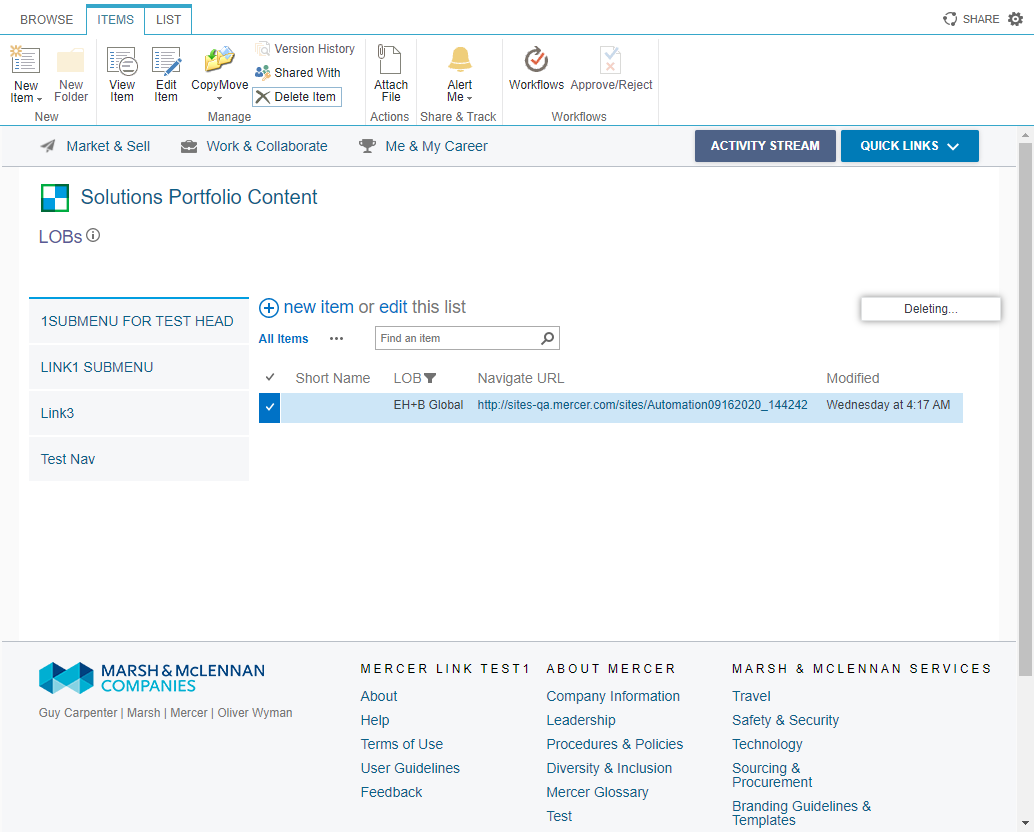 BROWSE ITEMS LIST SHARE
New Item New Folder View Item Edit Item CopyMove Version History Shared With Delete Item Attach File Alert Me Workflows Approve/Reject
New Manage Actions Share & Track Workflows
Market & Sell Work & Collaborate Me & My Career ACTIVITY STREAM QUICK LINKS
Solutions Portfolio Content
LOBs
1SUBMENU FOR TEST HEAD
LINK1 SUBMENU
Link3
Test Nav
new item or edit this list
Deleting...
All Items ... Find an item
Short Name LOB Navigate URL Modified
EH+B Global http://sites-qa.mercer.com/sites/Automation09162020_144242 Wednesday at 4:17 AM
MARSH & McLENNAN
COMPANIES
Guy Carpenter | Marsh | Mercer | Oliver Wyman
MERCER LINK TEST1
About
Help
Terms of Use
User Guidelines
Feedback
ABOUT MERCER
Company Information
Leadership
Procedures & Policies
Diversity & Inclusion
Mercer Glossary
Test
MARSH & MCLENNAN SERVICES
Travel
Safety & Security
Technology
Sourcing &
Procurement
Branding Guidelines &
Templates